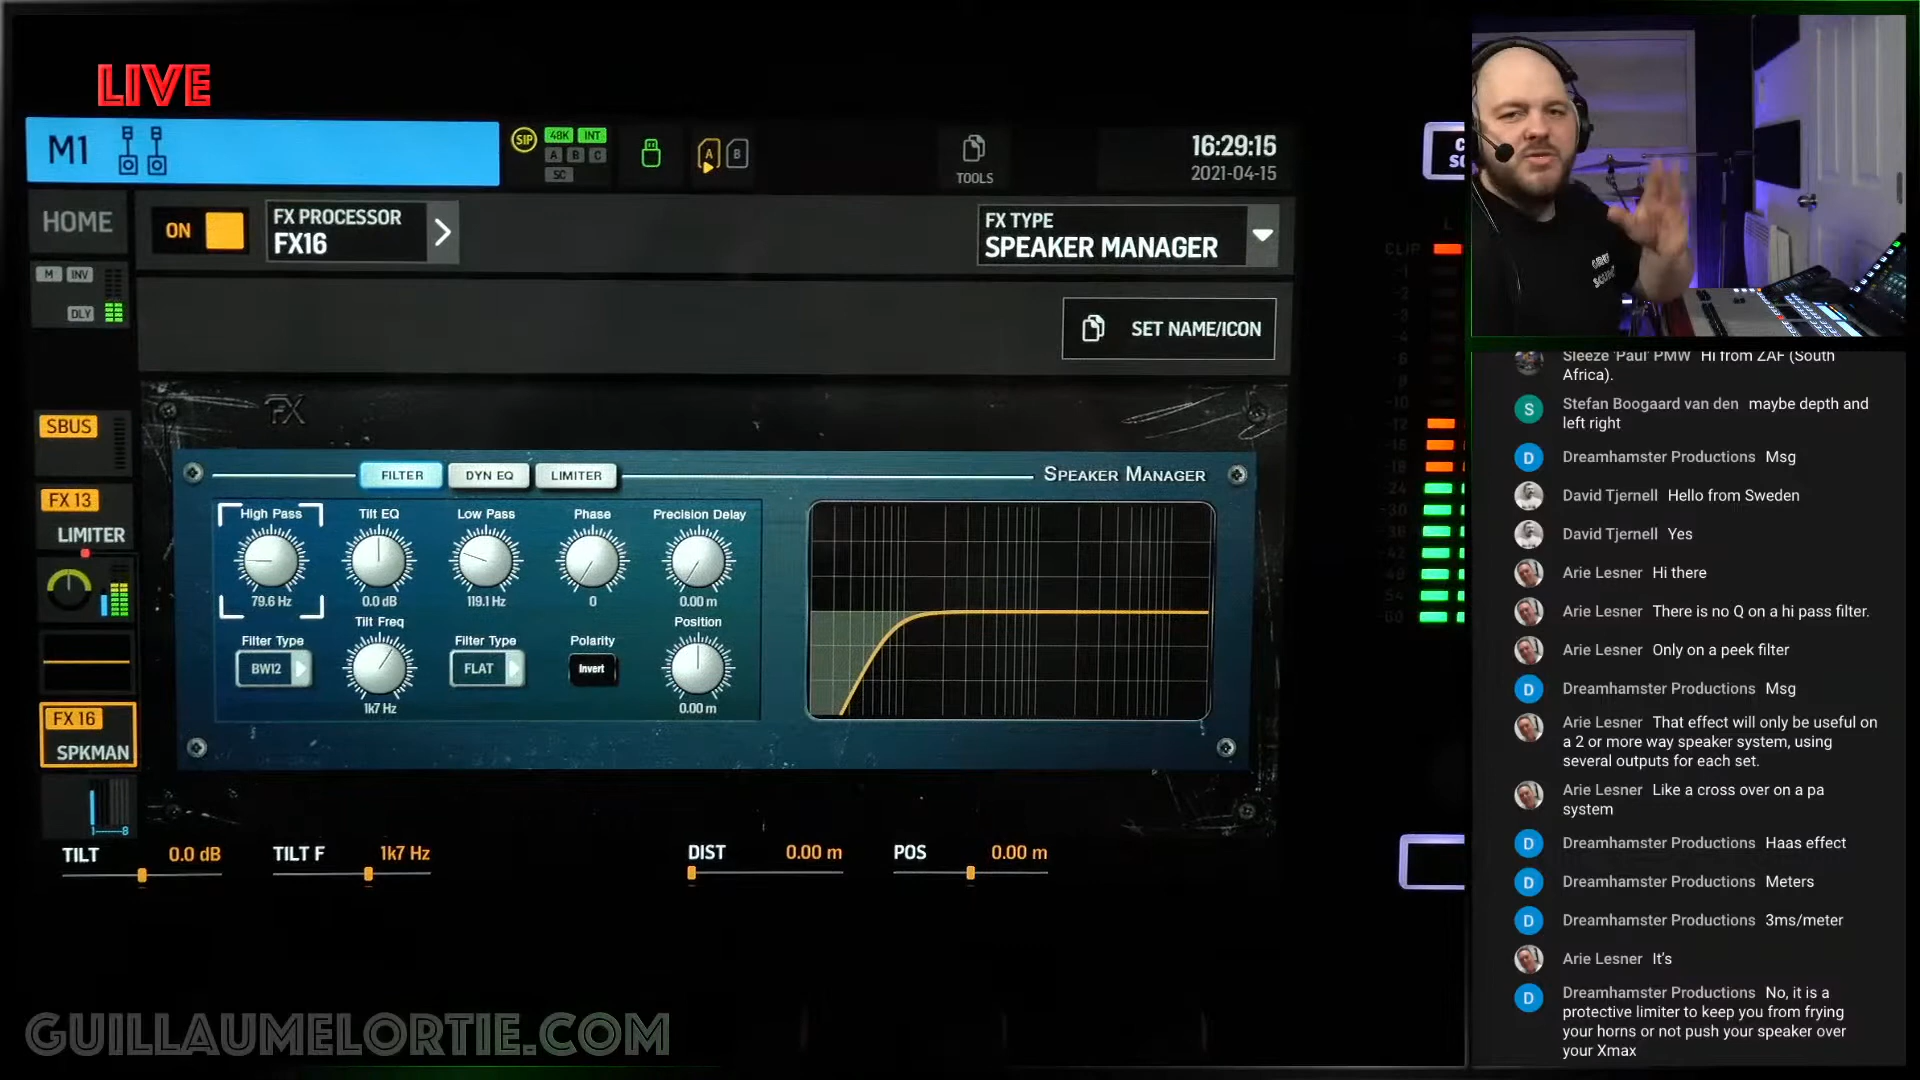 LIVE
M1
SIP
48K INT
A B C
SC
A B
TOOLS
16:29:15
2021-04-15
HOME
ON
FX PROCESSOR
FX16
FX TYPE
SPEAKER MANAGER
M INV
DLY
SET NAME/ICON
FX
SBUS
FX 13
LIMITER
FX 16
SPKMAN
1 8
FILTER
DYN EQ
LIMITER
SPEAKER MANAGER
High Pass
Tilt EQ
Low Pass
Phase
Precision Delay
79.6 Hz
0.0 dB
119.1 Hz
0
0.00 m
Filter Type
Tilt Freq
Filter Type
Polarity
Position
BW12
FLAT
Invert
1k7 Hz
0.00 m
TILT 0.0 dB
TILT F 1k7 Hz
DIST 0.00 m
POS 0.00 m
L
CLIP
GUILLAUMELORTIE.COM
Sleeze 'Paul' PMW Hi from ZAF (South
Africa).
S
Stefan Boogaard van den maybe depth and
left right
D
Dreamhamster Productions Msg
David Tjernell Hello from Sweden
David Tjernell Yes
Arie Lesner Hi there
Arie Lesner There is no Q on a hi pass filter.
Arie Lesner Only on a peek filter
D
Dreamhamster Productions Msg
Arie Lesner That effect will only be useful on
a 2 or more way speaker system, using
several outputs for each set.
Arie Lesner Like a cross over on a pa
system
D
Dreamhamster Productions Haas effect
D
Dreamhamster Productions Meters
D
Dreamhamster Productions 3ms/meter
Arie Lesner It's
D
Dreamhamster Productions No, it is a
protective limiter to keep you from frying
your horns or not push your speaker over
your Xmax